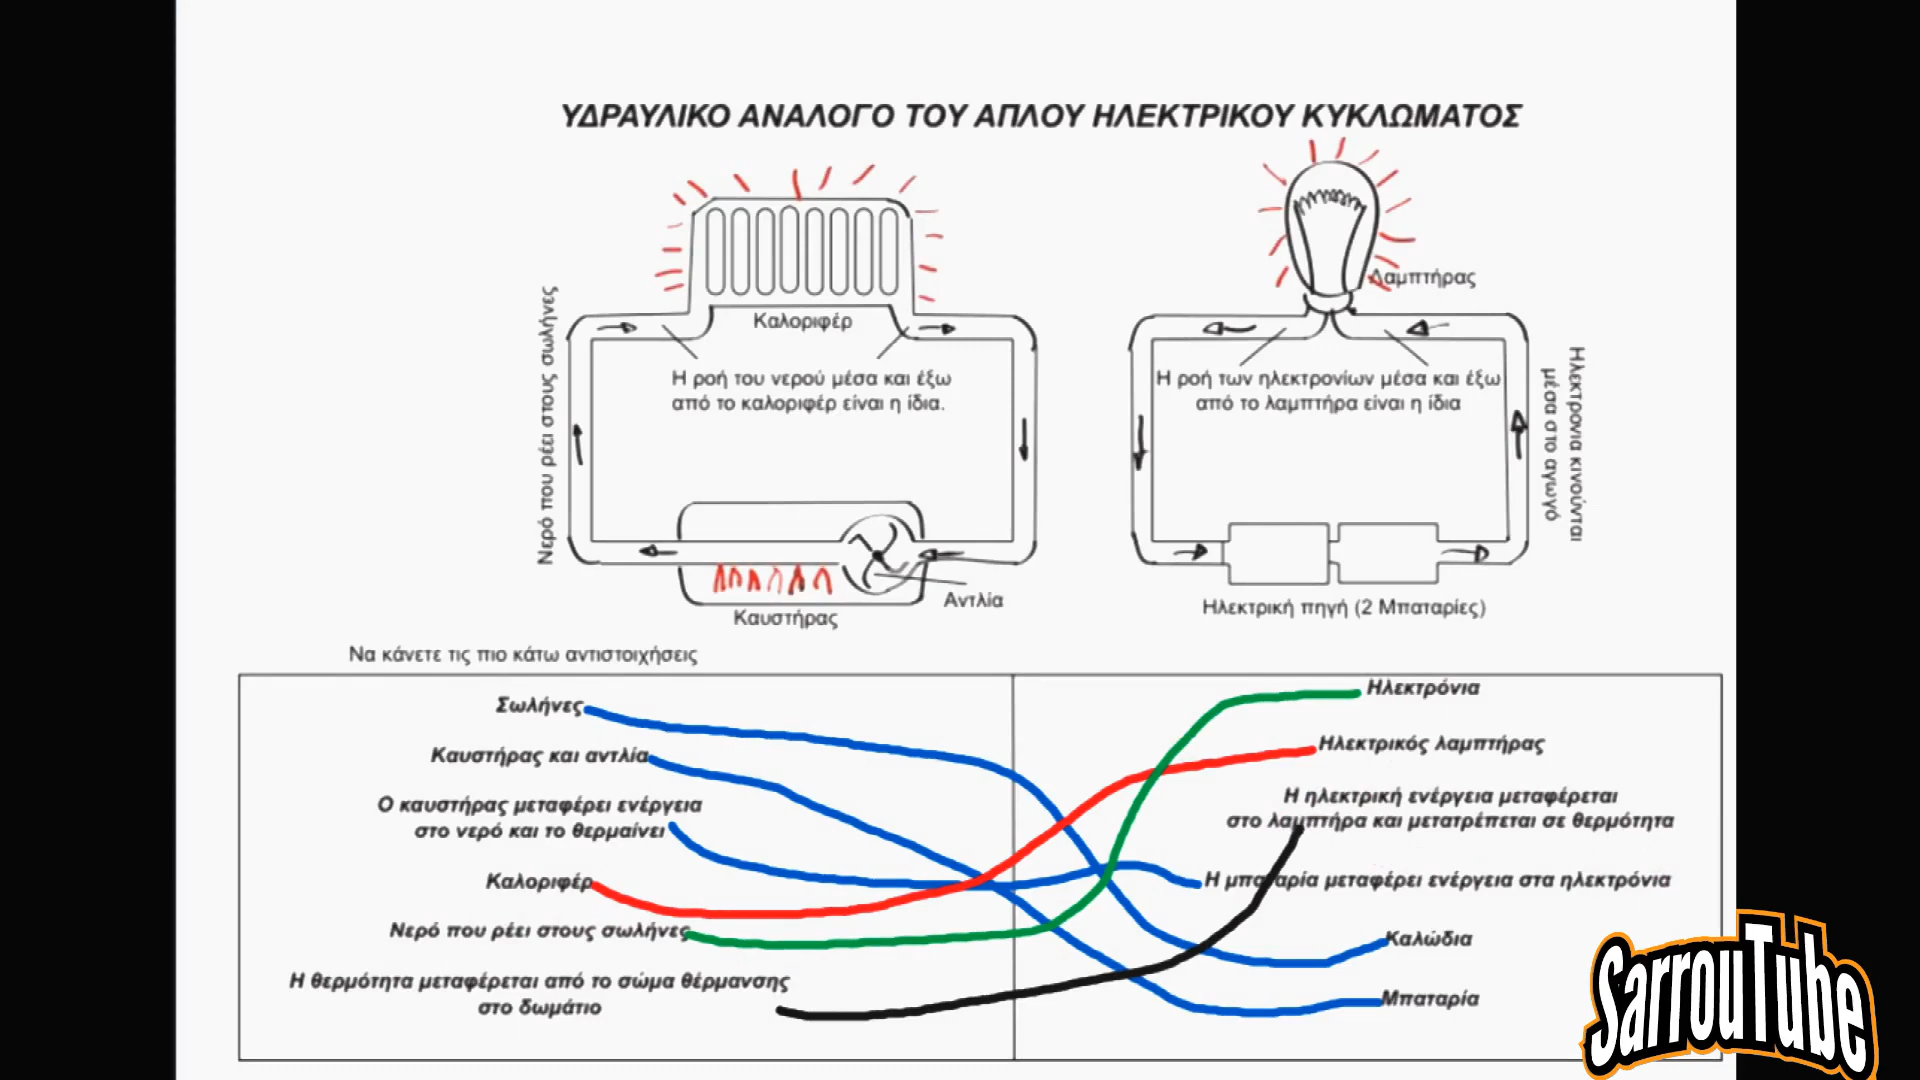 ΥΔΡΑΥΛΙΚΟ ΑΝΑΛΟΓΟ ΤΟΥ ΑΠΛΟΥ ΗΛΕΚΤΡΙΚΟΥ ΚΥΚΛΩΜΑΤΟΣ
Νερό που ρέει στους σωλήνες
Καλοριφέρ
Η ροή του νερού μέσα και έξω
από το καλοριφέρ είναι η ίδια.
Αντλία
Καυστήρας
Λαμπτήρας
Η ροή των ηλεκτρονίων μέσα και έξω
από το λαμπτήρα είναι η ίδια
Ηλεκτρόνια κινούνται
μέσα στο αγωγό
Ηλεκτρική πηγή (2 Μπαταρίες)
Να κάνετε τις πιο κάτω αντιστοιχήσεις
Σωλήνες
Καυστήρας και αντλία
Ο καυστήρας μεταφέρει ενέργεια
στο νερό και το θερμαίνει
Καλοριφέρ
Νερό που ρέει στους σωλήνες
Η θερμότητα μεταφέρεται από το σώμα θέρμανσης
στο δωμάτιο
Ηλεκτρόνια
Ηλεκτρικός λαμπτήρας
Η ηλεκτρική ενέργεια μεταφέρεται
στο λαμπτήρα και μετατρέπεται σε θερμότητα
Η μπαταρία μεταφέρει ενέργεια στα ηλεκτρόνια
Καλώδια
Μπαταρία
SarrouTube